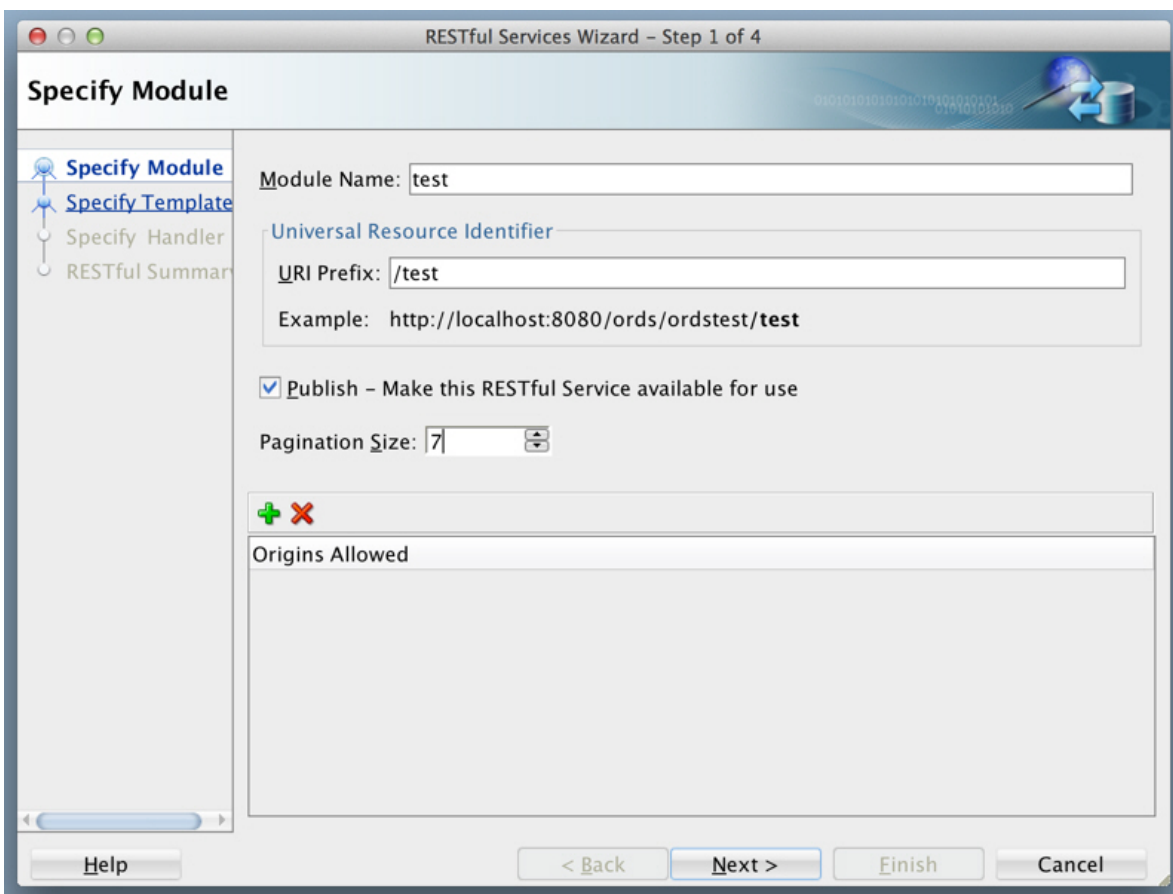 RESTful Services Wizard – Step 1 of 4
Specify Module
Specify Module
Specify Template
Specify Handler
RESTful Summar
Module Name: test
Universal Resource Identifier
URI Prefix: /test
Example: http://localhost:8080/ords/ordstest/test
Publish – Make this RESTful Service available for use
Pagination Size: 7
Origins Allowed
Help
< Back
Next >
Finish
Cancel